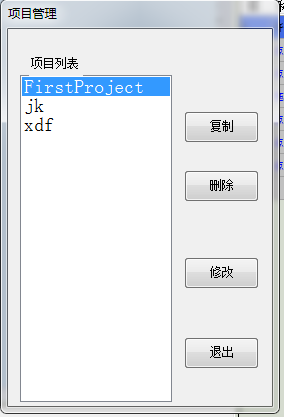 项目管理
项目列表
FirstProject
jk
xdf
复制
删除
修改
退出